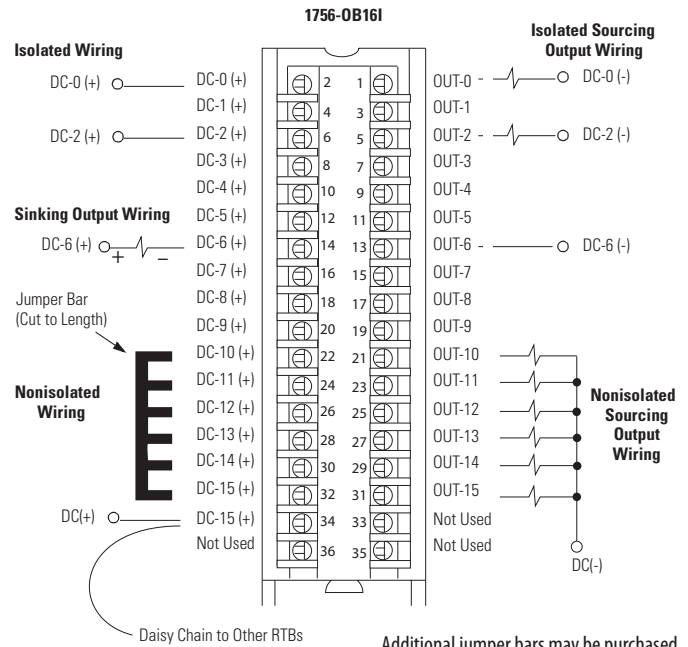 1756-OB16I
Isolated Wiring
Isolated Sourcing
Output Wiring
DC-0 (+) DC-0 (+) 2 1 OUT-0 DC-0 (-)
DC-1 (+) 4 3 OUT-1
DC-2 (+) DC-2 (+) 6 5 OUT-2 DC-2 (-)
DC-3 (+) 8 7 OUT-3
DC-4 (+) 10 9 OUT-4
Sinking Output Wiring
DC-5 (+) 12 11 OUT-5
DC-6 (+) + – DC-6 (+) 14 13 OUT-6 DC-6 (-)
DC-7 (+) 16 15 OUT-7
Jumper Bar
(Cut to Length)
DC-8 (+) 18 17 OUT-8
DC-9 (+) 20 19 OUT-9
DC-10 (+) 22 21 OUT-10
Nonisolated
Wiring
DC-11 (+) 24 23 OUT-11
DC-12 (+) 26 25 OUT-12
DC-13 (+) 28 27 OUT-13
DC-14 (+) 30 29 OUT-14
DC-15 (+) 32 31 OUT-15
Nonisolated
Sourcing
Output
Wiring
DC(+) DC-15 (+) 34 33 Not Used
Not Used 36 35 Not Used
DC(-)
Daisy Chain to Other RTBs
Additional jumper bars may be purchased